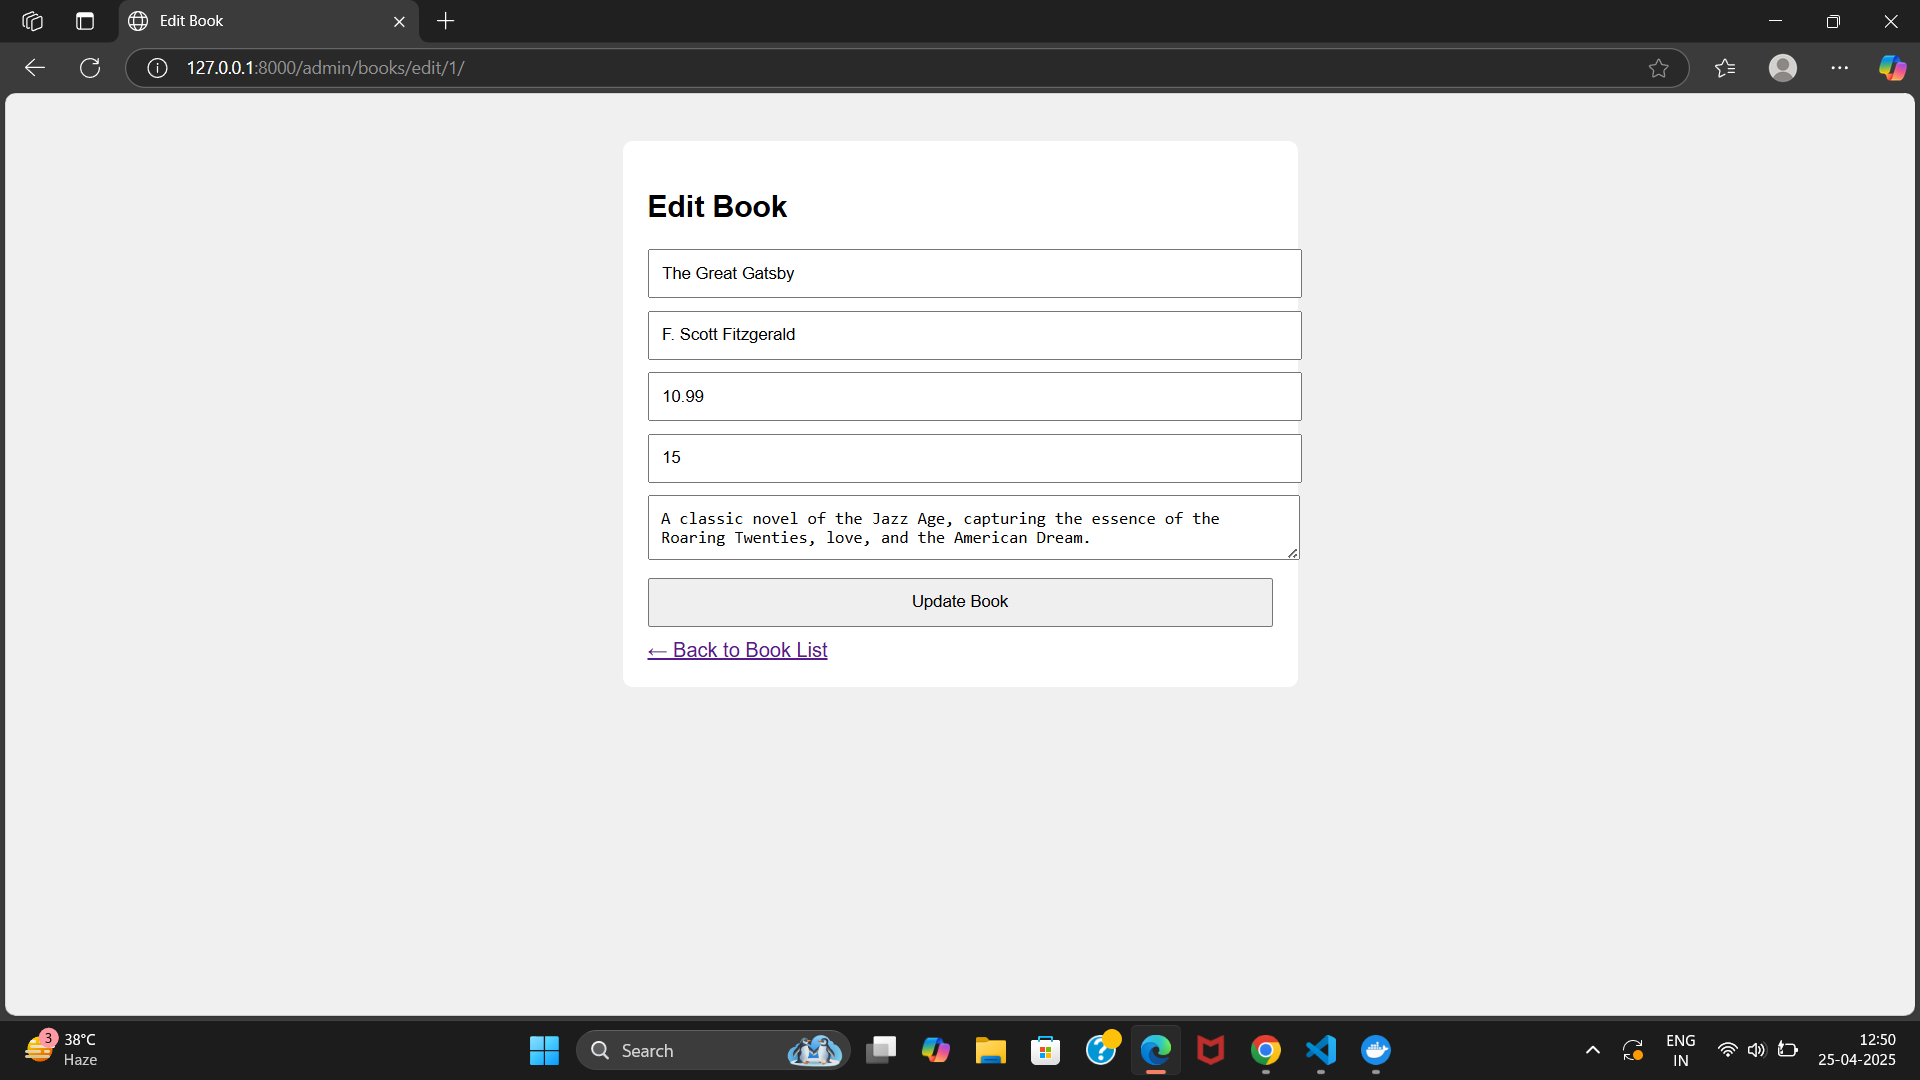 Edit Book
127.0.0.1:8000/admin/books/edit/1/
Edit Book
The Great Gatsby
F. Scott Fitzgerald
10.99
15
A classic novel of the Jazz Age, capturing the essence of the
Roaring Twenties, love, and the American Dream.
Update Book
← Back to Book List
3
38°C
Haze
Search
ENG
IN
12:50
25-04-2025